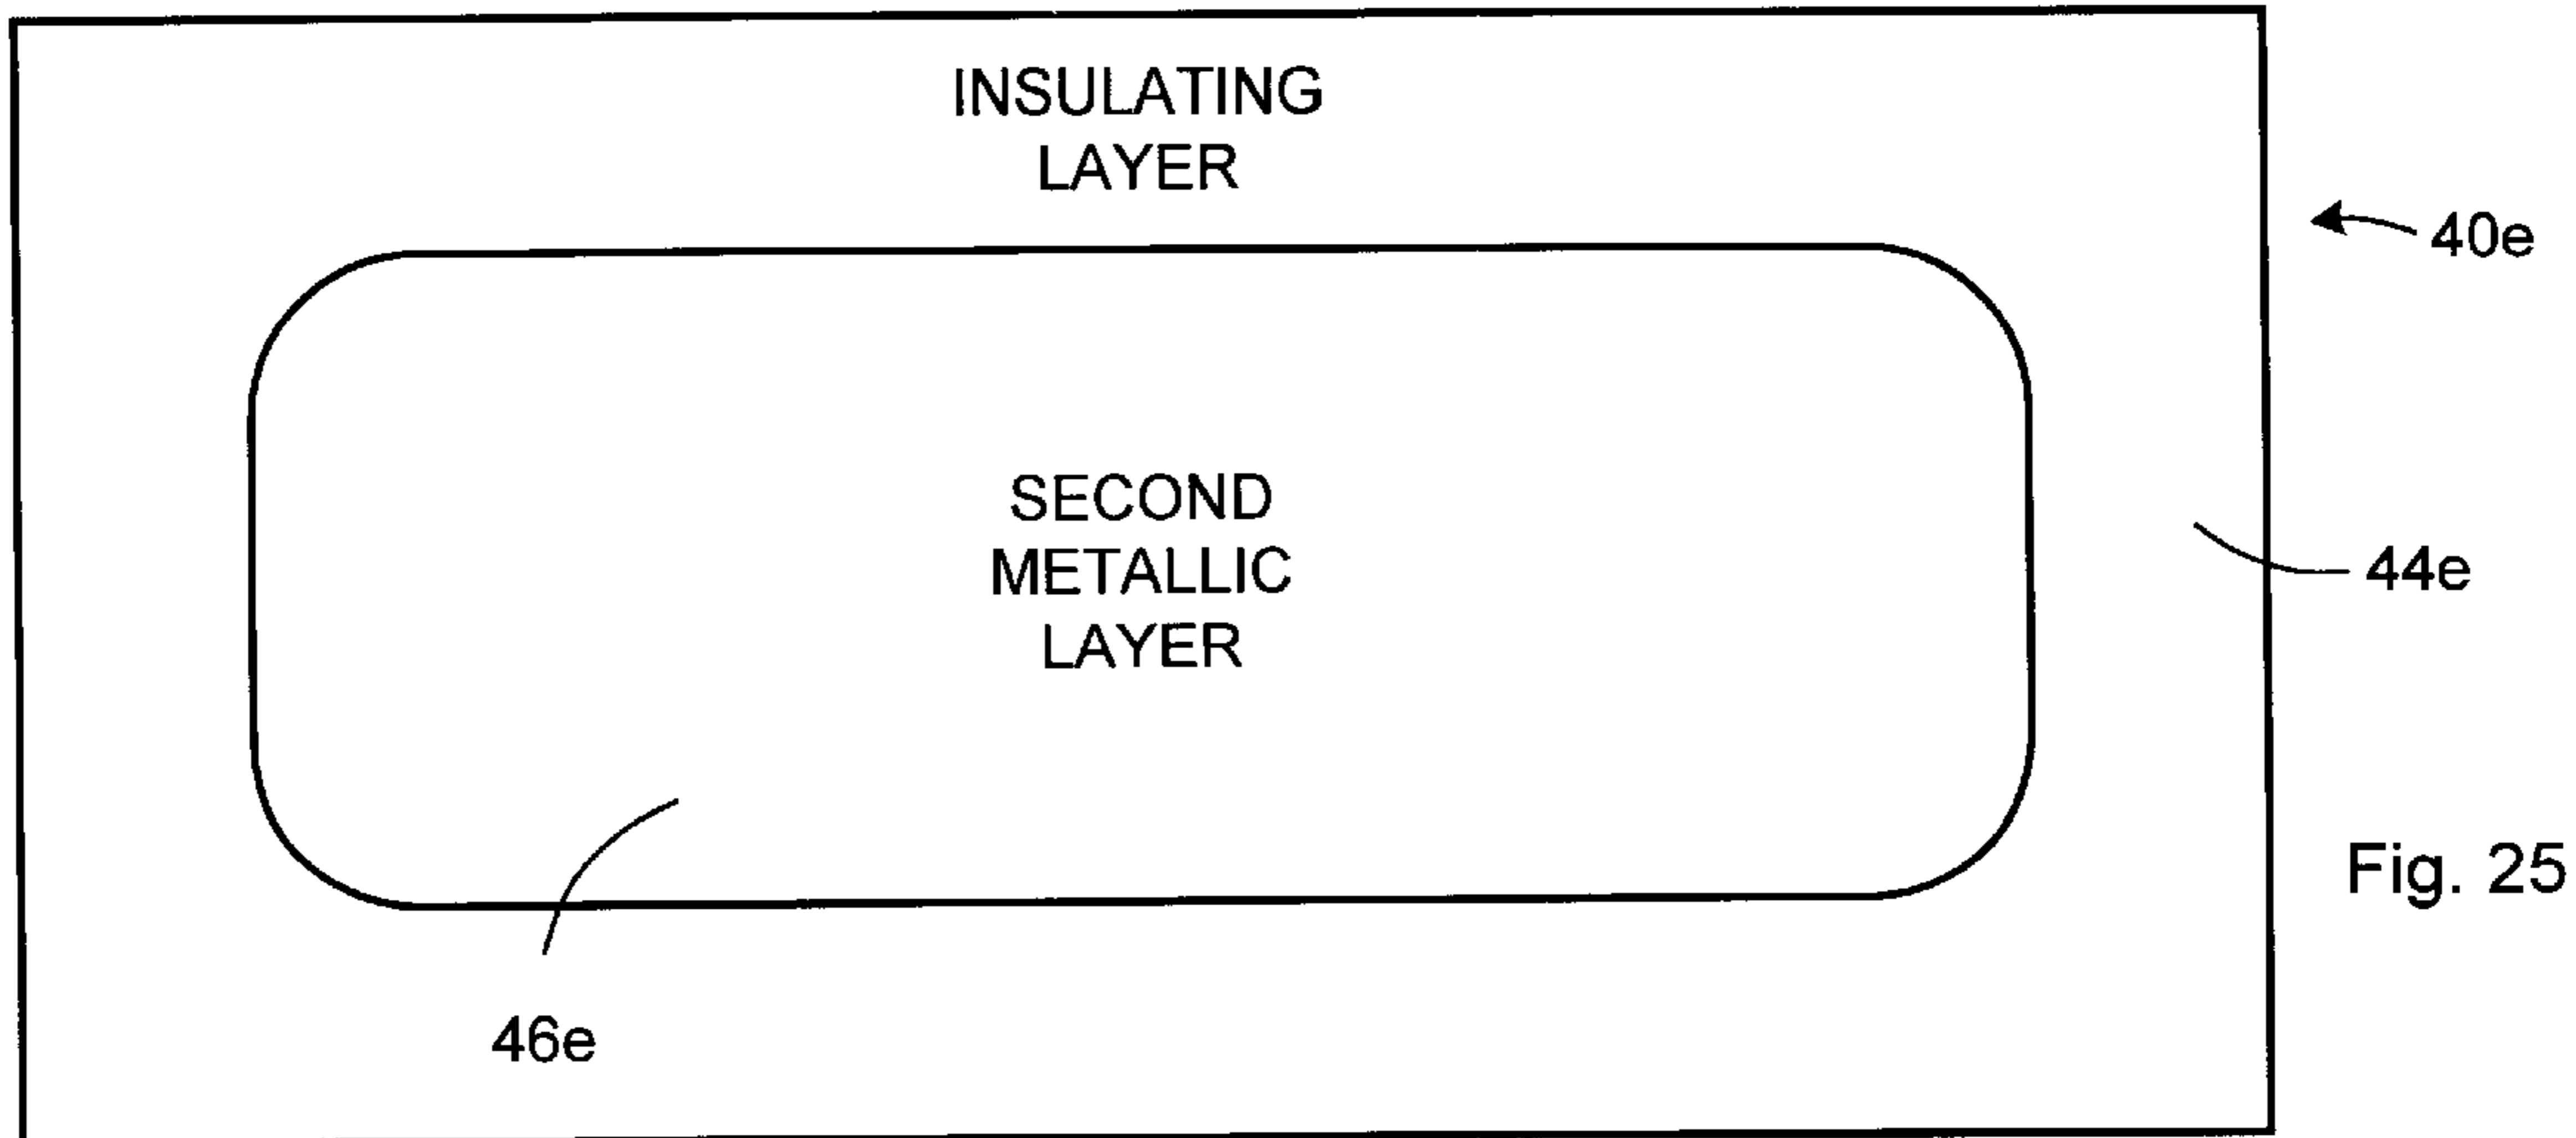 INSULATING
LAYER
40e
SECOND
METALLIC
LAYER
44e
Fig. 25
46e